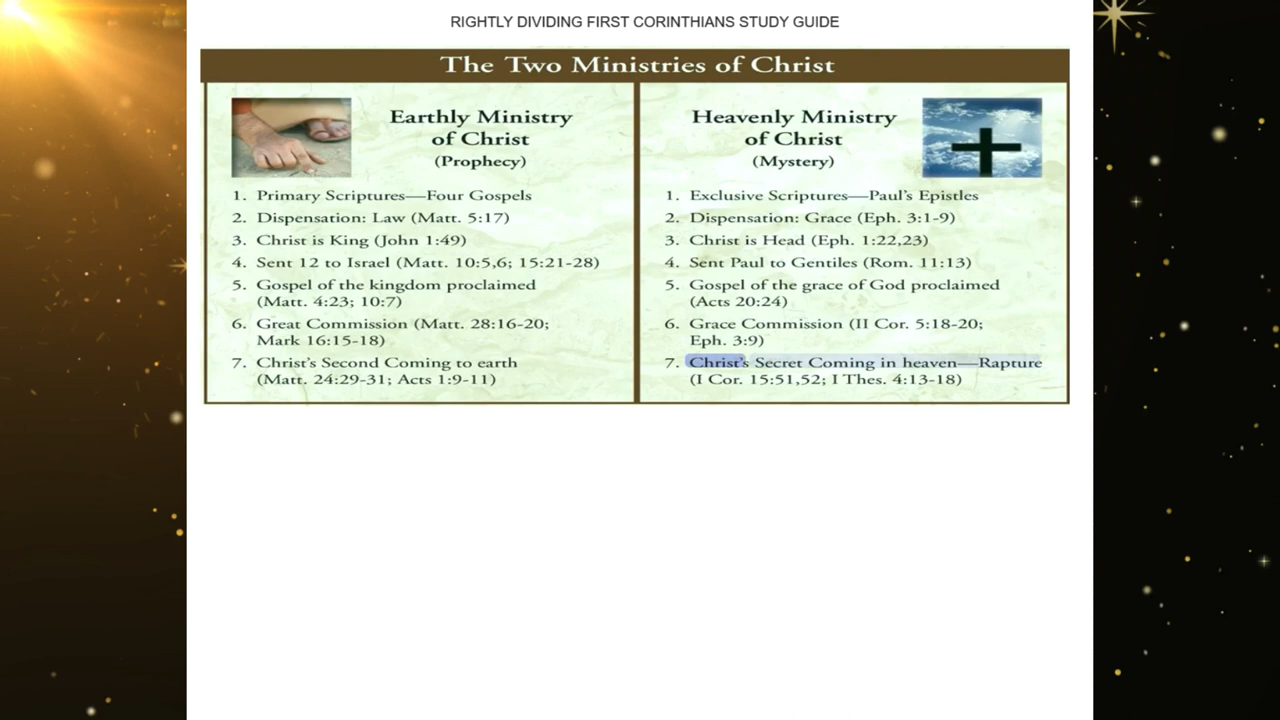 RIGHTLY DIVIDING FIRST CORINTHIANS STUDY GUIDE
The Two Ministries of Christ
Earthly Ministry
of Christ
(Prophecy)
1. Primary Scriptures—Four Gospels
2. Dispensation: Law (Matt. 5:17)
3. Christ is King (John 1:49)
4. Sent 12 to Israel (Matt. 10:5,6; 15:21-28)
5. Gospel of the kingdom proclaimed
(Matt. 4:23; 10:7)
6. Great Commission (Matt. 28:16-20;
Mark 16:15-18)
7. Christ's Second Coming to earth
(Matt. 24:29-31; Acts 1:9-11)
Heavenly Ministry
of Christ
(Mystery)
1. Exclusive Scriptures—Paul's Epistles
2. Dispensation: Grace (Eph. 3:1-9)
3. Christ is Head (Eph. 1:22,23)
4. Sent Paul to Gentiles (Rom. 11:13)
5. Gospel of the grace of God proclaimed
(Acts 20:24)
6. Grace Commission (II Cor. 5:18-20;
Eph. 3:9)
7. Christ's Secret Coming in heaven—Rapture
(I Cor. 15:51,52; I Thes. 4:13-18)